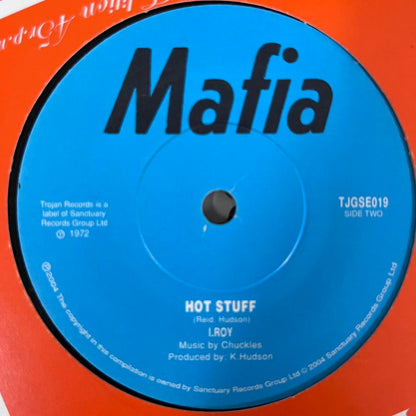 Edition 45r.p.m
Mafia
Trojan Records is a
label of Sanctuary
Records Group Ltd
℗ 1972
TJGSE019
SIDE TWO
HOT STUFF
(Reid. Hudson)
I.ROY
Music by Chuckles
Produced by: K.Hudson
℗ 2004 The copyright in this compilation is owned by Sanctuary Records Group Ltd © 2004 Sanctuary Records Group Ltd